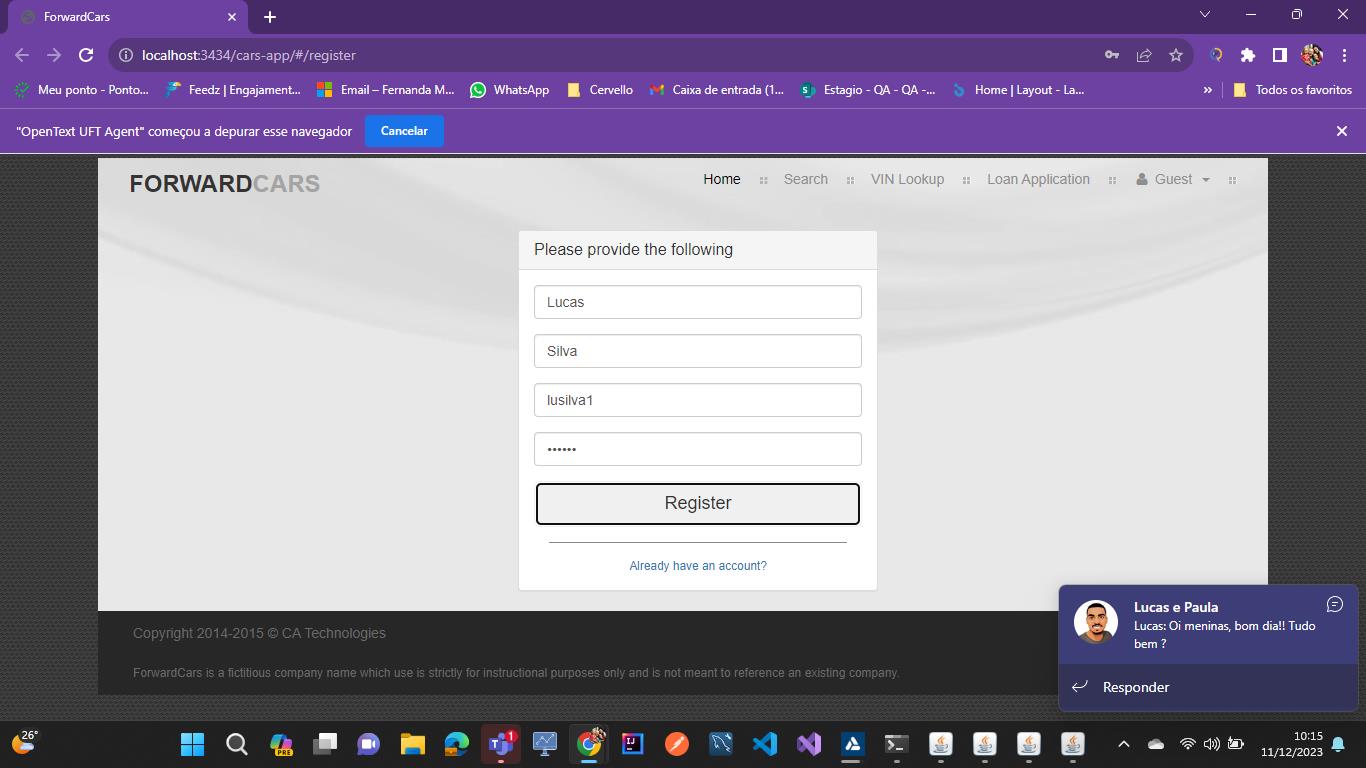 ForwardCars
localhost:3434/cars-app/#/register
Meu ponto - Ponto...
Feedz | Engajament...
Email – Fernanda M...
WhatsApp
Cervello
Caixa de entrada (1...
Estagio - QA - QA -...
Home | Layout - La...
»
Todos os favoritos
"OpenText UFT Agent" começou a depurar esse navegador
Cancelar
FORWARDCARS
Home
Search
VIN Lookup
Loan Application
Guest
Please provide the following
Lucas
Silva
lusilva1
••••••
Register
Already have an account?
Copyright 2014-2015 © CA Technologies
ForwardCars is a fictitious company name which use is strictly for instructional purposes only and is not meant to reference an existing company.
Lucas e Paula
Lucas: Oi meninas, bom dia!! Tudo
bem ?
Responder
26°
PRE
1
IJ
10:15
11/12/2023